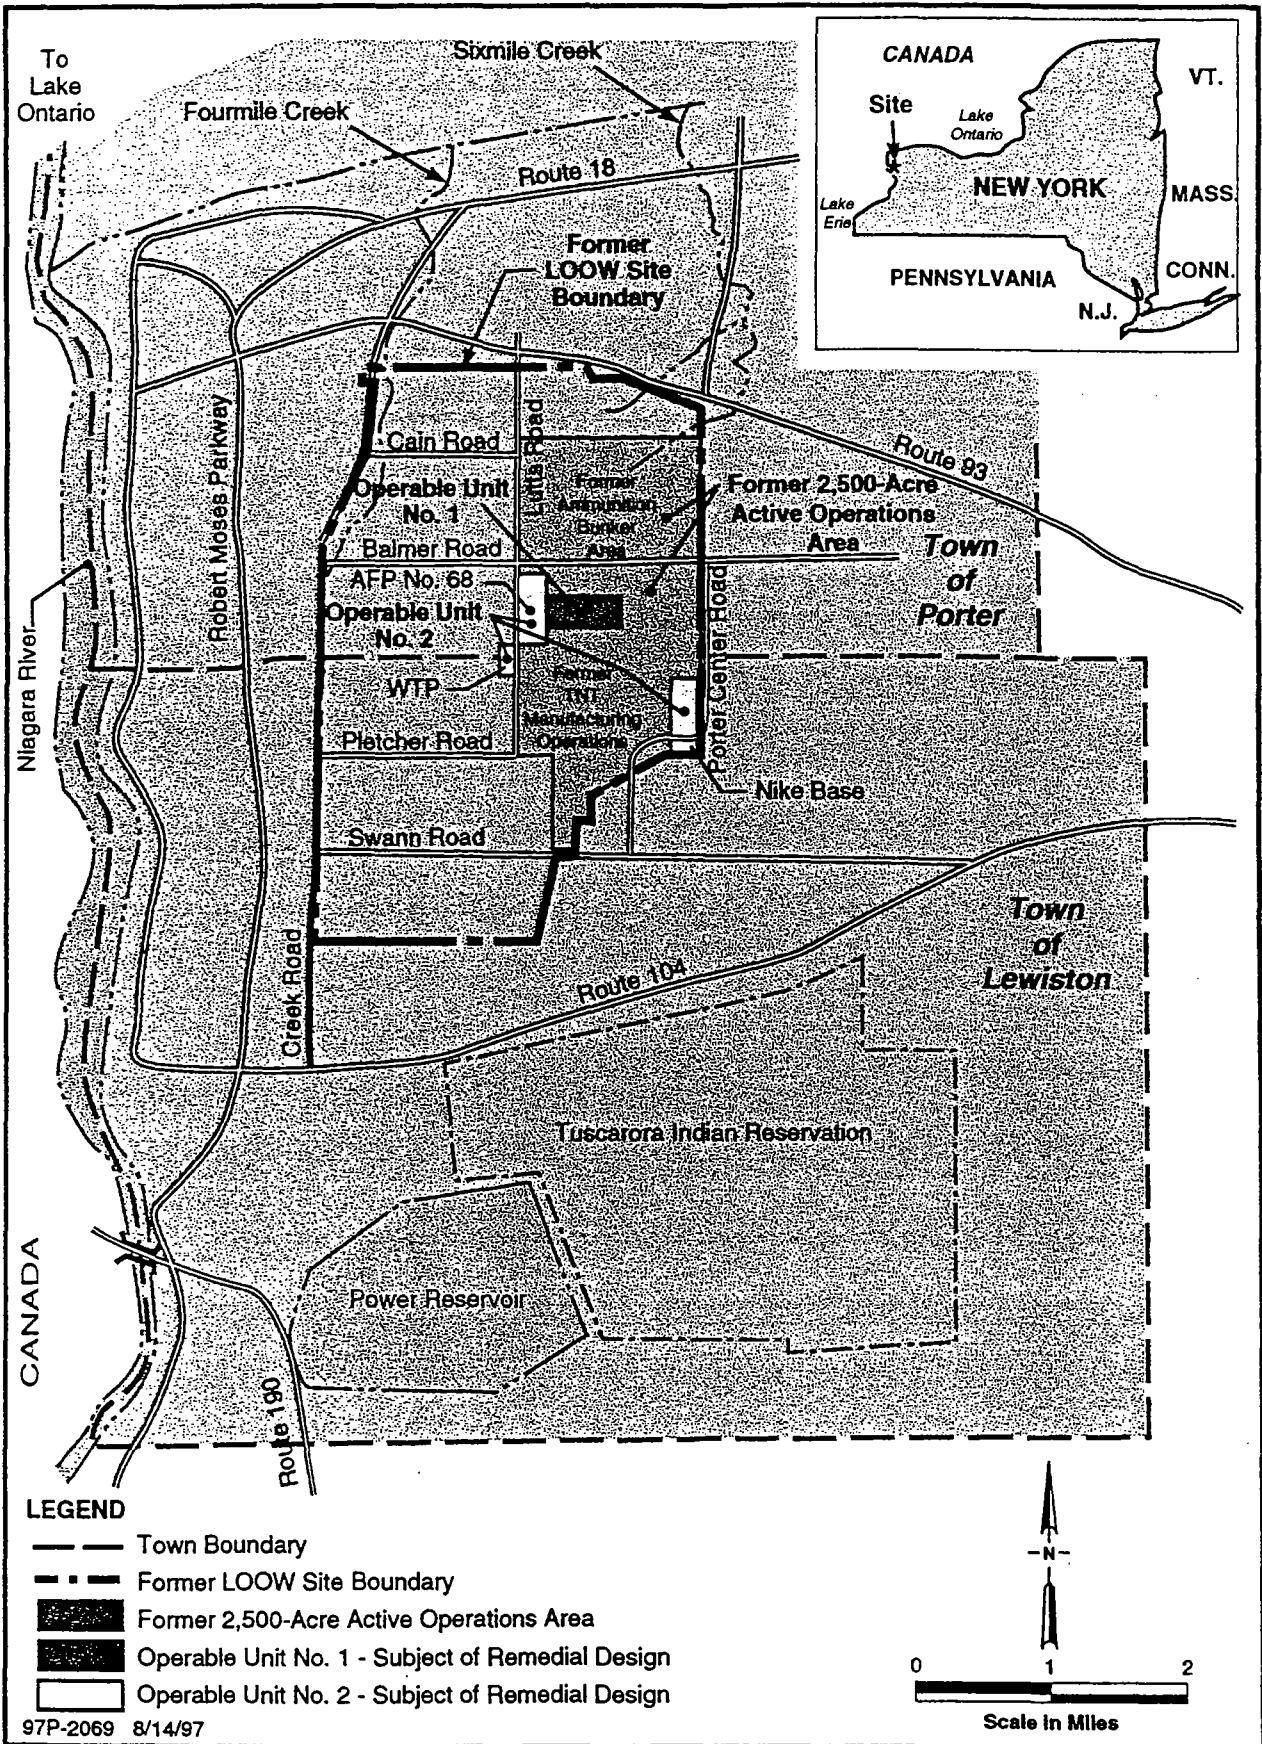 To
Lake
Ontario
Sixmile Creek
Fourmile Creek
Route 18
CANADA
VT.
Site
Lake
Ontario
NEW YORK
MASS.
Lake
Erie
PENNSYLVANIA
CONN.
N.J.
Former
LOOW Site
Boundary
Robert Moses Parkway
Cain Road
Lutts Road
Route 93
Operable Unit
No. 1
Former
Ammunition
Bunker
Area
Former 2,500-Acre
Active Operations
Area
Balmer Road
Town
of
Porter
AFP No. 68
Operable Unit
No. 2
Niagara River
WTP
Former
TNT
Manufacturing
Operations
Porter Center Road
Pletcher Road
Nike Base
Swann Road
Town
of
Lewiston
Creek Road
Route 104
Tuscarora Indian Reservation
CANADA
Power Reservoir
Route 190
LEGEND
Town Boundary
Former LOOW Site Boundary
Former 2,500-Acre Active Operations Area
Operable Unit No. 1 - Subject of Remedial Design
Operable Unit No. 2 - Subject of Remedial Design
97P-2069 8/14/97
-N-
0 1 2
Scale in Miles